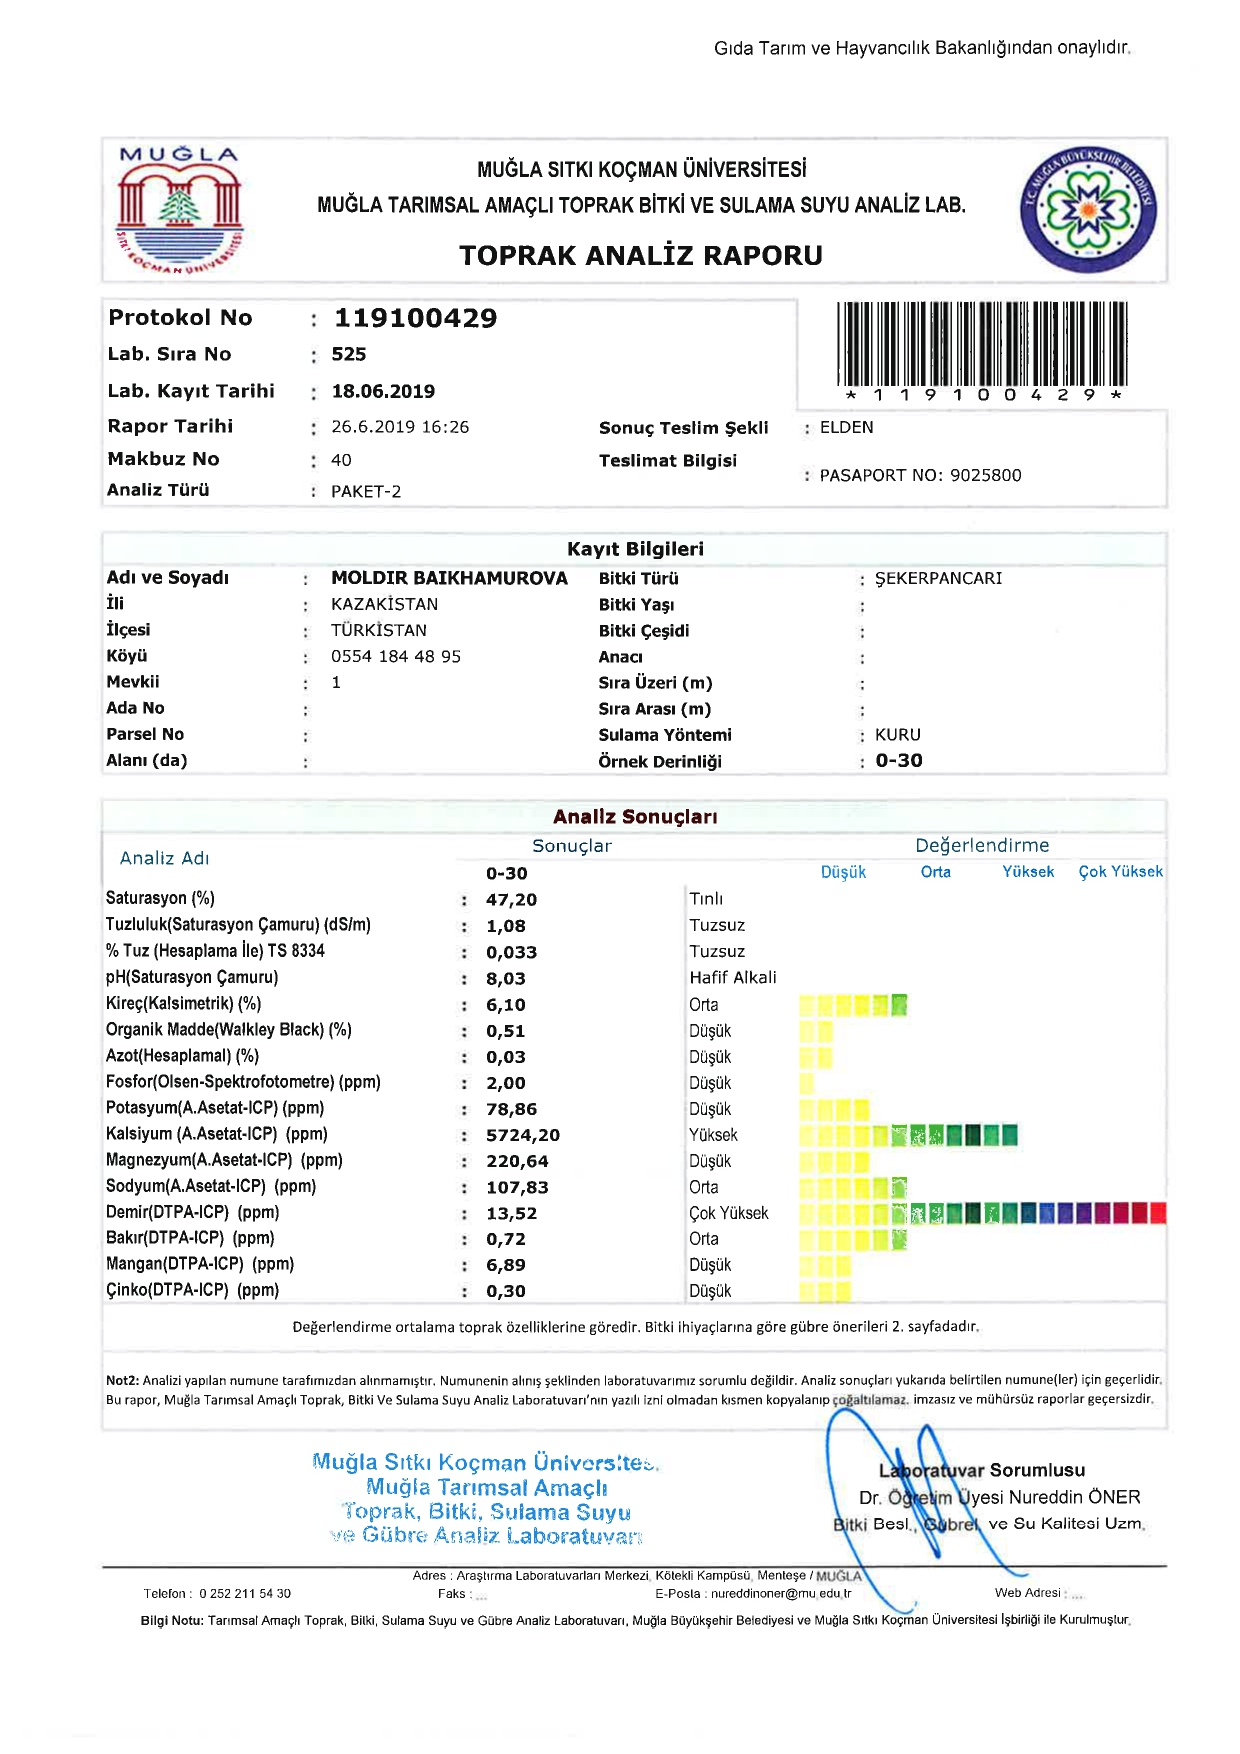 Gıda Tarım ve Hayvancılık Bakanlığından onaylıdır.
MUĞLA
SITKI KOÇMAN ÜNİVERSİTESİ
MUĞLA SITKI KOÇMAN ÜNİVERSİTESİ
MUĞLA TARIMSAL AMAÇLI TOPRAK BİTKİ VE SULAMA SUYU ANALİZ LAB.
TOPRAK ANALİZ RAPORU
T.C. MUĞLA BÜYÜKŞEHİR BELEDİYESİ
Protokol No : 119100429
Lab. Sıra No : 525
Lab. Kayıt Tarihi : 18.06.2019
*119100429*
Rapor Tarihi : 26.6.2019 16:26 Sonuç Teslim Şekli : ELDEN
Makbuz No : 40 Teslimat Bilgisi : PASAPORT NO: 9025800
Analiz Türü : PAKET-2
Kayıt Bilgileri
Adı ve Soyadı : MOLDIR BAIKHAMUROVA Bitki Türü : ŞEKERPANCARI
İli : KAZAKİSTAN Bitki Yaşı :
İlçesi : TÜRKİSTAN Bitki Çeşidi :
Köyü : 0554 184 48 95 Anacı :
Mevkii : 1 Sıra Üzeri (m) :
Ada No : Sıra Arası (m) :
Parsel No : Sulama Yöntemi : KURU
Alanı (da) : Örnek Derinliği : 0-30
Analiz Sonuçları
Analiz Adı Sonuçlar Değerlendirme
0-30 Düşük Orta Yüksek Çok Yüksek
Saturasyon (%) : 47,20 Tınlı
Tuzluluk(Saturasyon Çamuru) (dS/m) : 1,08 Tuzsuz
% Tuz (Hesaplama İle) TS 8334 : 0,033 Tuzsuz
pH(Saturasyon Çamuru) : 8,03 Hafif Alkali
Kireç(Kalsimetrik) (%) : 6,10 Orta
Organik Madde(Walkley Black) (%) : 0,51 Düşük
Azot(Hesaplamal) (%) : 0,03 Düşük
Fosfor(Olsen-Spektrofotometre) (ppm) : 2,00 Düşük
Potasyum(A.Asetat-ICP) (ppm) : 78,86 Düşük
Kalsiyum (A.Asetat-ICP) (ppm) : 5724,20 Yüksek
Magnezyum(A.Asetat-ICP) (ppm) : 220,64 Düşük
Sodyum(A.Asetat-ICP) (ppm) : 107,83 Orta
Demir(DTPA-ICP) (ppm) : 13,52 Çok Yüksek
Bakır(DTPA-ICP) (ppm) : 0,72 Orta
Mangan(DTPA-ICP) (ppm) : 6,89 Düşük
Çinko(DTPA-ICP) (ppm) : 0,30 Düşük
Değerlendirme ortalama toprak özelliklerine göredir. Bitki ihiyaçlarına göre gübre önerileri 2. sayfadadır.
Not2: Analizi yapılan numune tarafımızdan alınmamıştır. Numunenin alınış şeklinden laboratuvarımız sorumlu değildir. Analiz sonuçları yukarıda belirtilen numune(ler) için geçerlidir.
Bu rapor, Muğla Tarımsal Amaçlı Toprak, Bitki Ve Sulama Suyu Analiz Laboratuvarı'nın yazılı izni olmadan kısmen kopyalanıp çoğaltılamaz. imzasız ve mühürsüz raporlar geçersizdir.
Muğla Sıtkı Koçman Üniversitesi
Muğla Tarımsal Amaçlı
Toprak, Bitki, Sulama Suyu
ve Gübre Analiz Laboratuvarı
Laboratuvar Sorumlusu
Dr. Öğretim Üyesi Nureddin ÖNER
Bitki Besl., Gübrel. ve Su Kalitesi Uzm.
Adres : Araştırma Laboratuvarları Merkezi, Kötekli Kampüsü, Menteşe / MUĞLA
Telefon : 0 252 211 54 30 Faks : ... E-Posta : nureddinoner@mu.edu.tr Web Adresi : ...
Bilgi Notu: Tarımsal Amaçlı Toprak, Bitki, Sulama Suyu ve Gübre Analiz Laboratuvarı, Muğla Büyükşehir Belediyesi ve Muğla Sıtkı Koçman Üniversitesi İşbirliği ile Kurulmuştur.